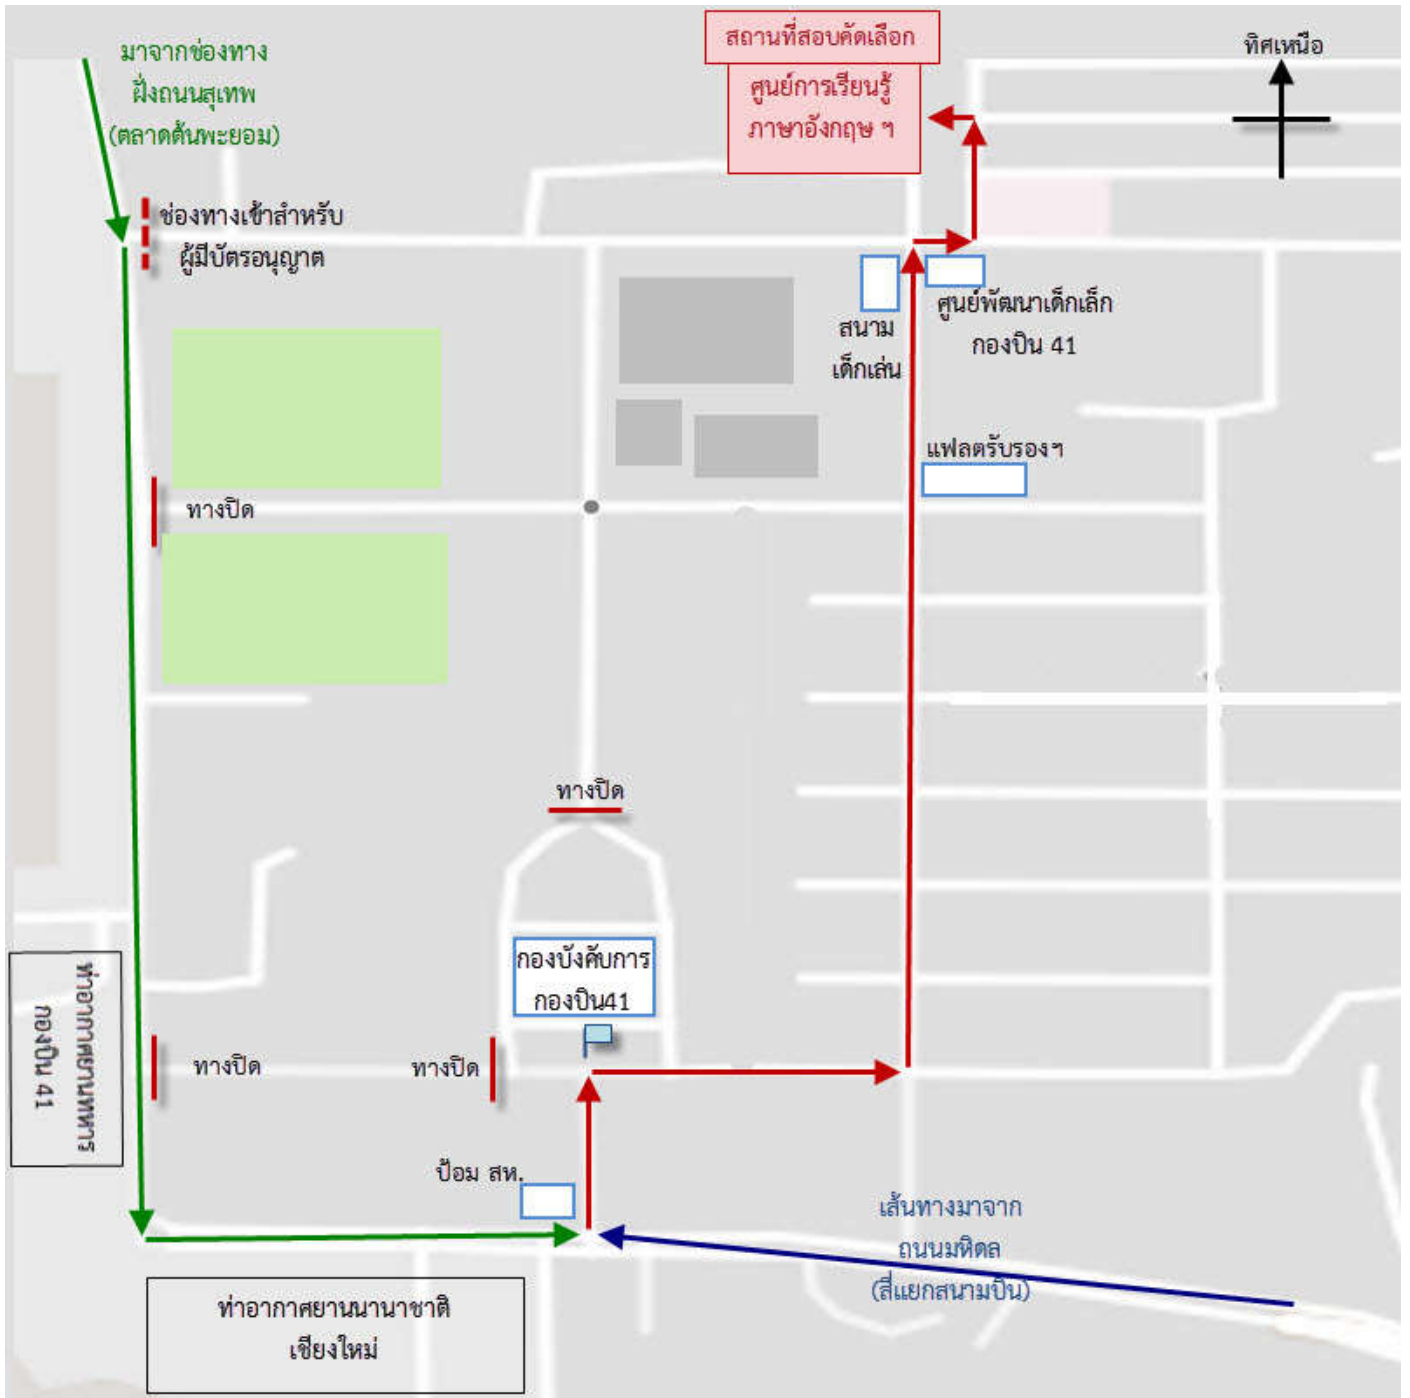 มาจากช่องทาง
ฝั่งถนนสุเทพ
(ตลาดต้นพะยอม)
สถานที่สอบคัดเลือก
ศูนย์การเรียนรู้
ภาษาอังกฤษ ฯ
ทิศเหนือ
ช่องทางเข้าสำหรับ
ผู้มีบัตรอนุญาต
สนาม
เด็กเล่น
ศูนย์พัฒนาเด็กเล็ก
กองบิน 41
แฟลตรับรองฯ
ทางปิด
ทางปิด
กองบังคับการ
กองบิน41
ท่าอากาศยานทหาร
กองบิน 41
ทางปิด
ทางปิด
ป้อม สห.
เส้นทางมาจาก
ถนนมหิดล
(สี่แยกสนามบิน)
ท่าอากาศยานนานาชาติ
เชียงใหม่